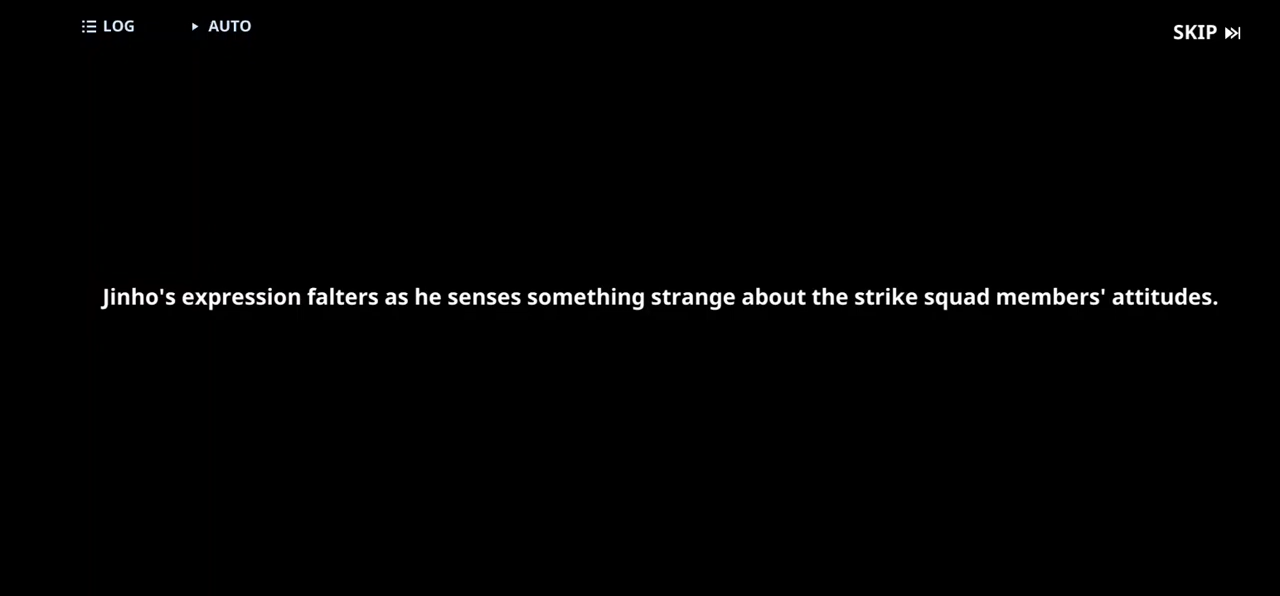 LOG
AUTO
SKIP
Jinho's expression falters as he senses something strange about the strike squad members' attitudes.